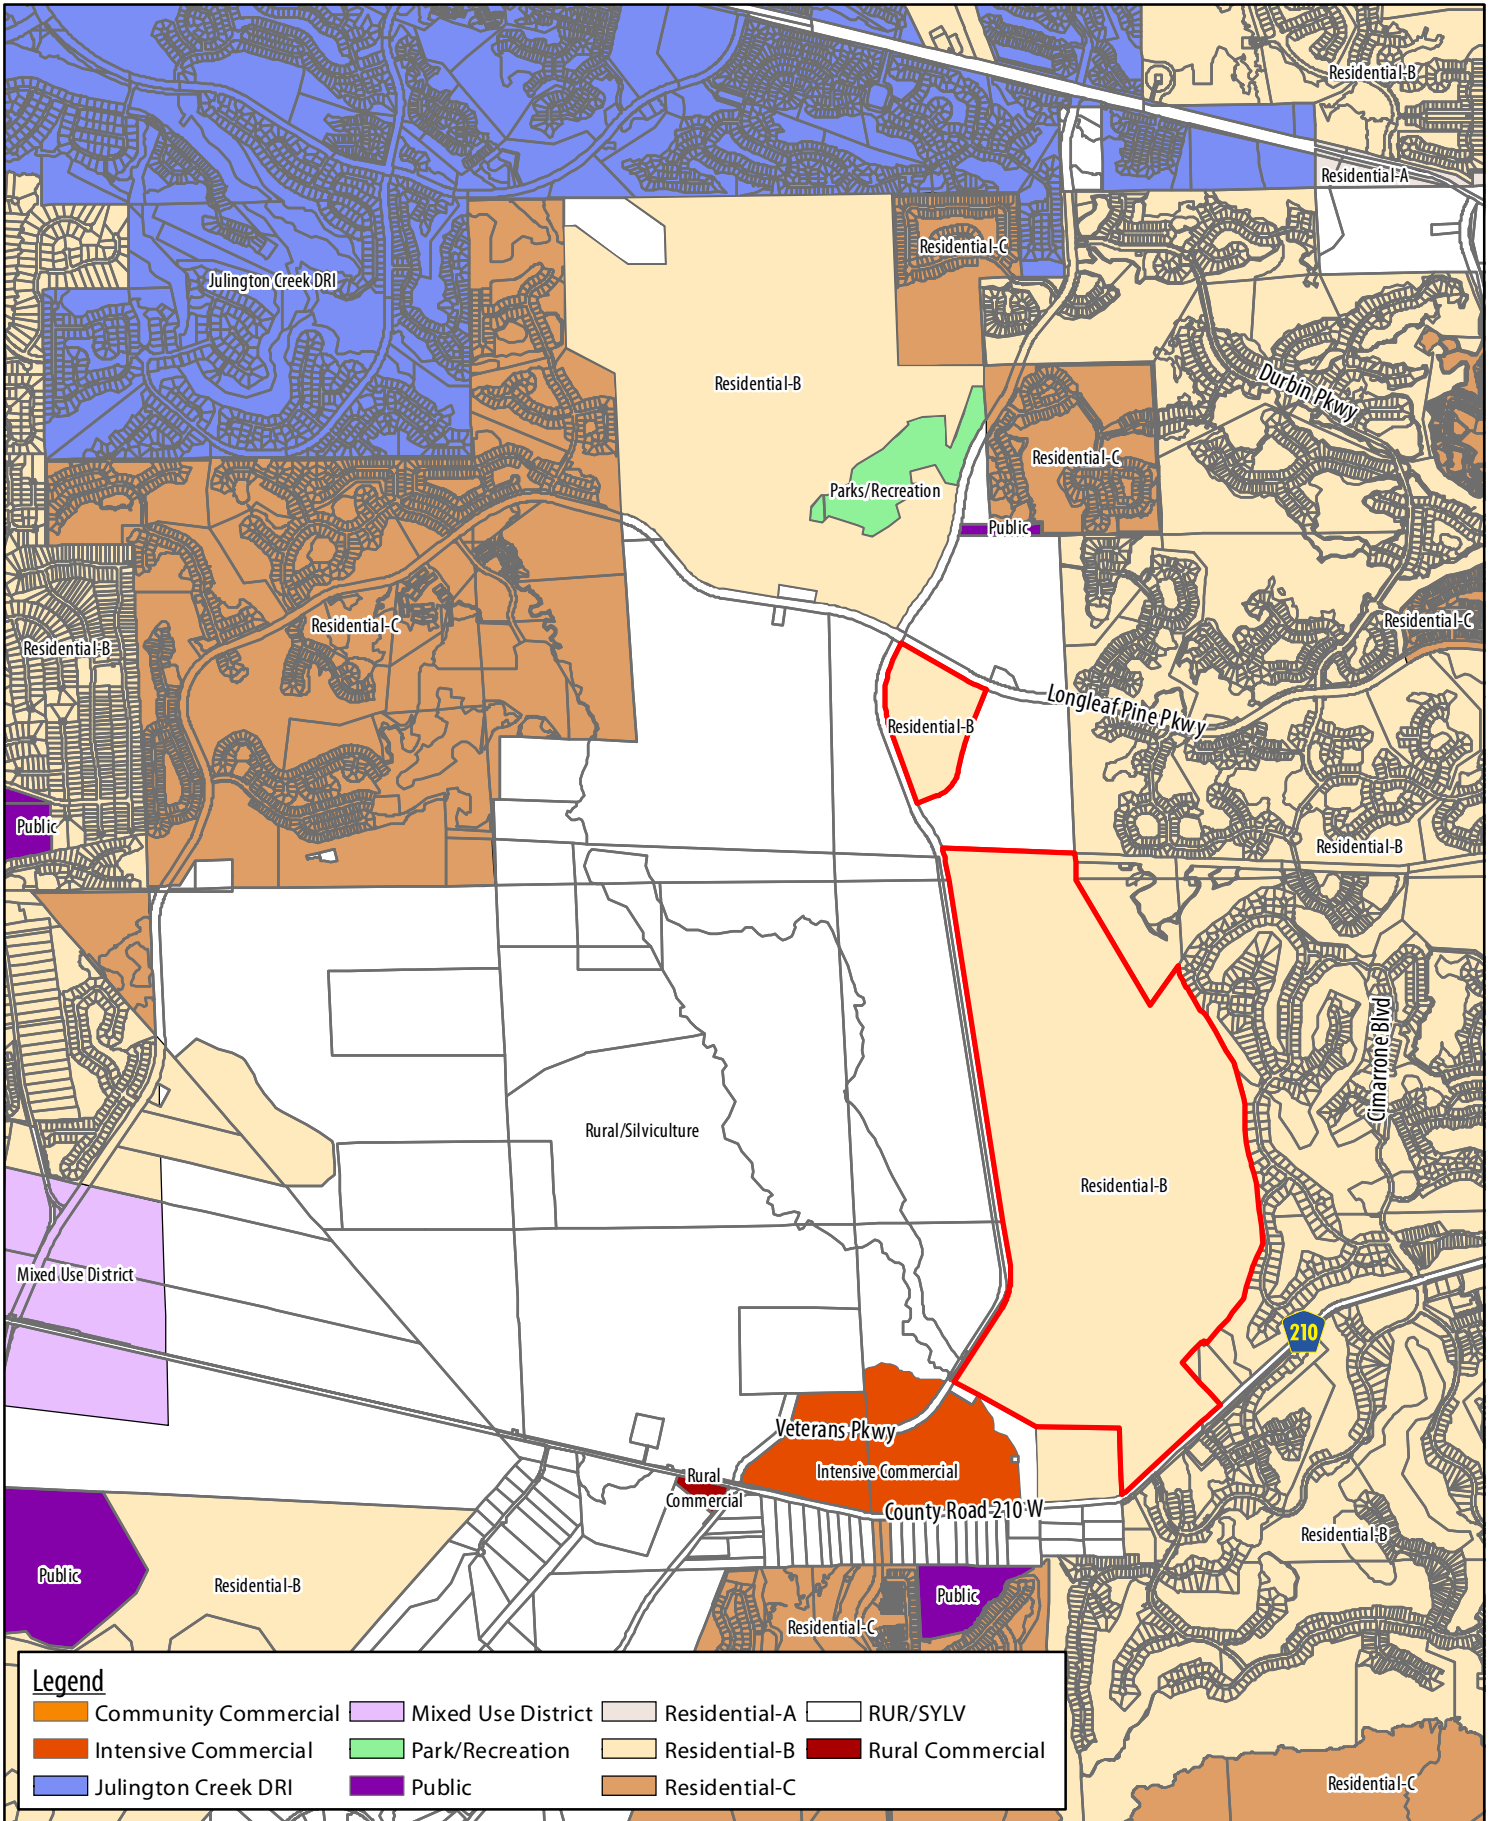 Residential-B
Residential-A
Residential-C
Julington Creek DRI
Residential-B
Durbin Pkwy
Residential-C
Parks/Recreation
Public
Residential-C
Residential-C
Residential-B
Longleaf Pine Pkwy
Residential-B
Public
Residential-B
Cimarrone Blvd
Rural/Silviculture
Residential-B
Mixed Use District
210
Veterans Pkwy
Intensive Commercial
Rural
Commercial
County Road 210 W
Residential-B
Public
Residential-B
Public
Residential-C
Legend
Community Commercial
Mixed Use District
Residential-A
RUR/SYLV
Intensive Commercial
Park/Recreation
Residential-B
Rural Commercial
Julington Creek DRI
Public
Residential-C
Residential-C